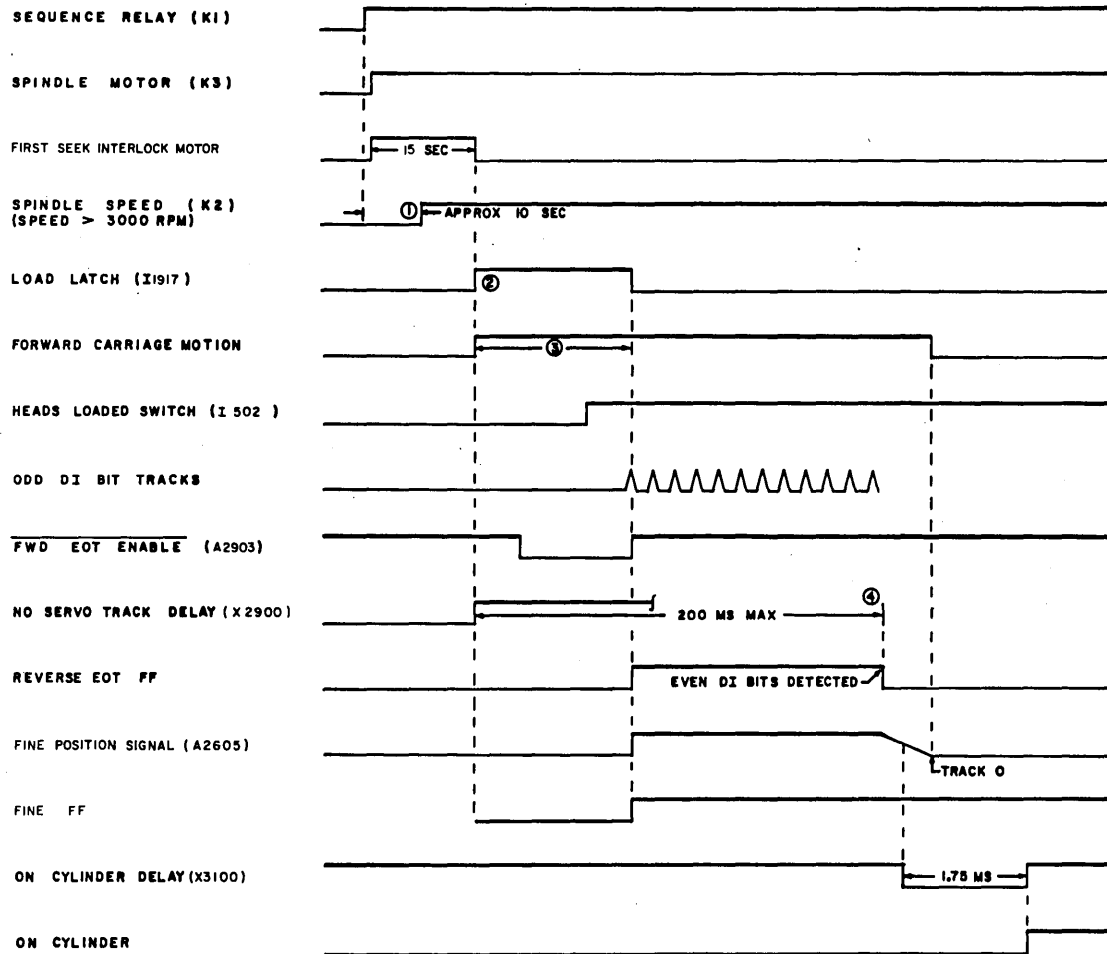 SEQUENCE RELAY (K1)
SPINDLE MOTOR (K3)
FIRST SEEK INTERLOCK MOTOR
15 SEC
SPINDLE SPEED (K2)
(SPEED > 3000 RPM)
① APPROX 10 SEC
LOAD LATCH (I1917)
②
FORWARD CARRIAGE MOTION
③
HEADS LOADED SWITCH (I 502 )
ODD DI BIT TRACKS
FWD EOT ENABLE (A2903)
NO SERVO TRACK DELAY (X2900)
200 MS MAX
④
REVERSE EOT FF
EVEN DI BITS DETECTED
FINE POSITION SIGNAL (A2605)
TRACK 0
FINE FF
ON CYLINDER DELAY (X3100)
1.75 MS
ON CYLINDER